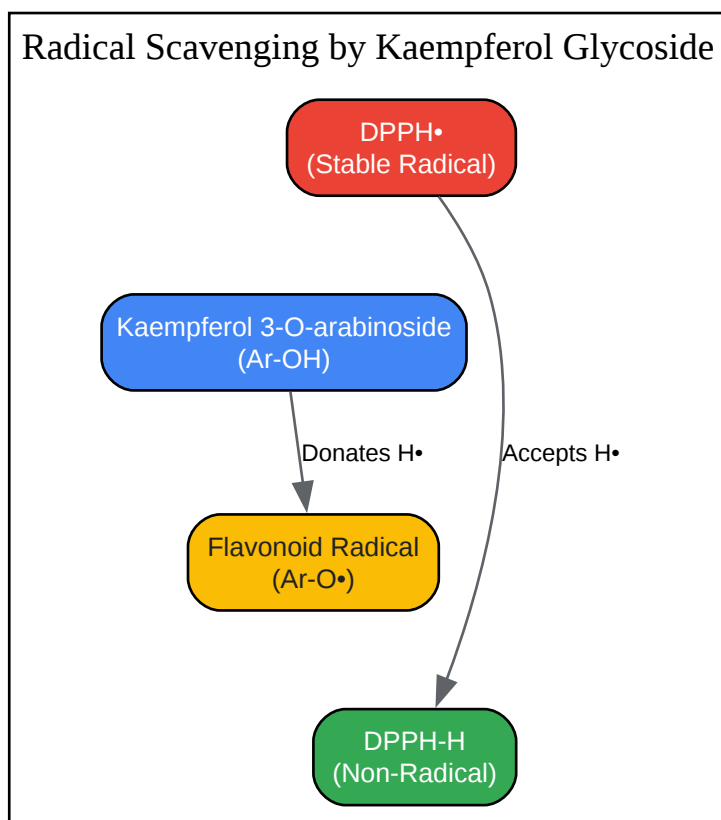 Radical Scavenging by Kaempferol Glycoside
DPPH•
(Stable Radical)
Kaempferol 3-O-arabinoside
(Ar-OH)
Donates H•
Accepts H•
Flavonoid Radical
(Ar-O•)
DPPH-H
(Non-Radical)